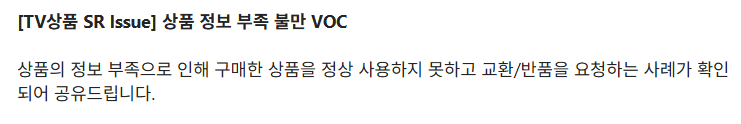 [TV상품 SR Issue] 상품 정보 부족 불만 VOC
상품의 정보 부족으로 인해 구매한 상품을 정상 사용하지 못하고 교환/반품을 요청하는 사례가 확인
되어 공유드립니다.